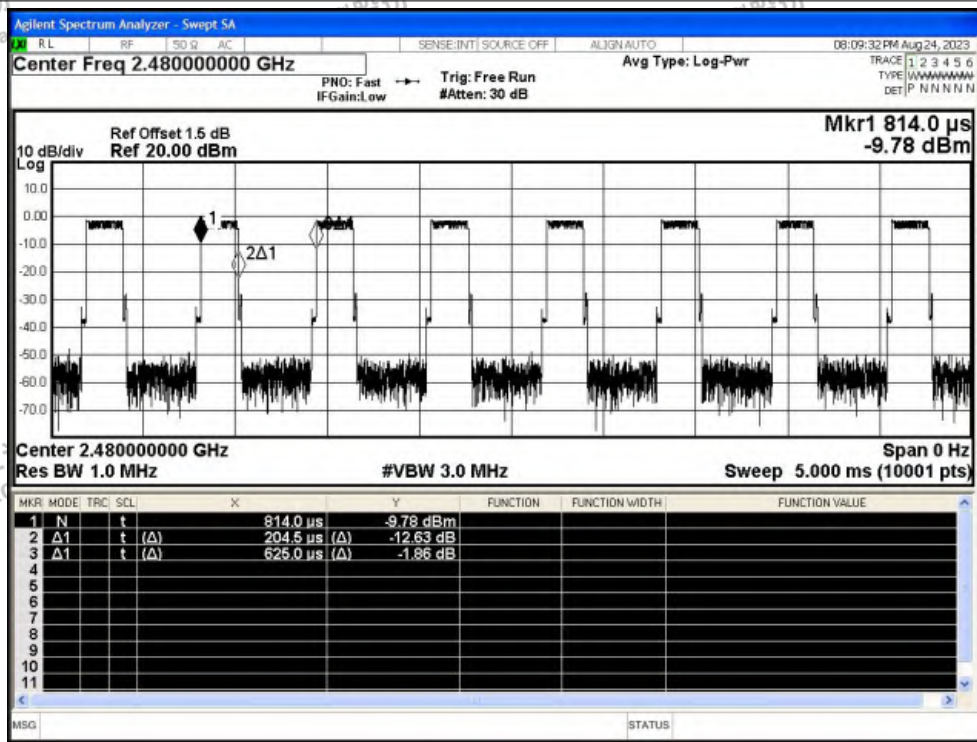 Agilent Spectrum Analyzer - Swept SA
RL RF 50 Ω AC SENSE:INT SOURCE OFF ALIGN AUTO 08:09:32 PM Aug 24, 2023
Center Freq 2.480000000 GHz
PNO: Fast
IFGain:Low
Trig: Free Run
#Atten: 30 dB
Avg Type: Log-Pwr
TRACE 1 2 3 4 5 6
TYPE WWWWWW
DET P N N N N N
Mkr1 814.0 µs
-9.78 dBm
Ref Offset 1.5 dB
10 dB/div Ref 20.00 dBm
Log
10.0
0.00
-10.0
-20.0
-30.0
-40.0
-50.0
-60.0
-70.0
1
2Δ1
Center 2.480000000 GHz Span 0 Hz
Res BW 1.0 MHz #VBW 3.0 MHz Sweep 5.000 ms (10001 pts)
MKR MODE TRC SCL X Y FUNCTION FUNCTION WIDTH FUNCTION VALUE
1 N t 814.0 µs -9.78 dBm
2 Δ1 t (Δ) 204.5 µs (Δ) -12.63 dB
3 Δ1 t (Δ) 625.0 µs (Δ) -1.86 dB
4
5
6
7
8
9
10
11
MSG STATUS